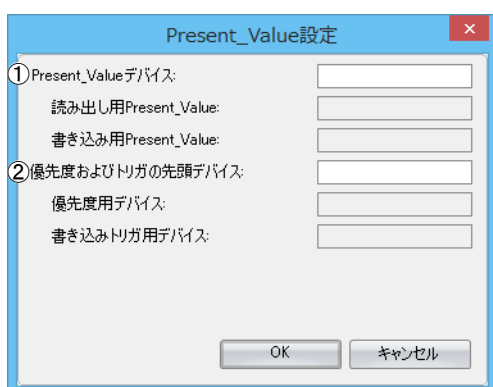 Present_Value設定
①Present_Valueデバイス:
読み出し用Present_Value:
書き込み用Present_Value:
②優先度およびトリガの先頭デバイス:
優先度用デバイス:
書き込みトリガ用デバイス:
OK キャンセル